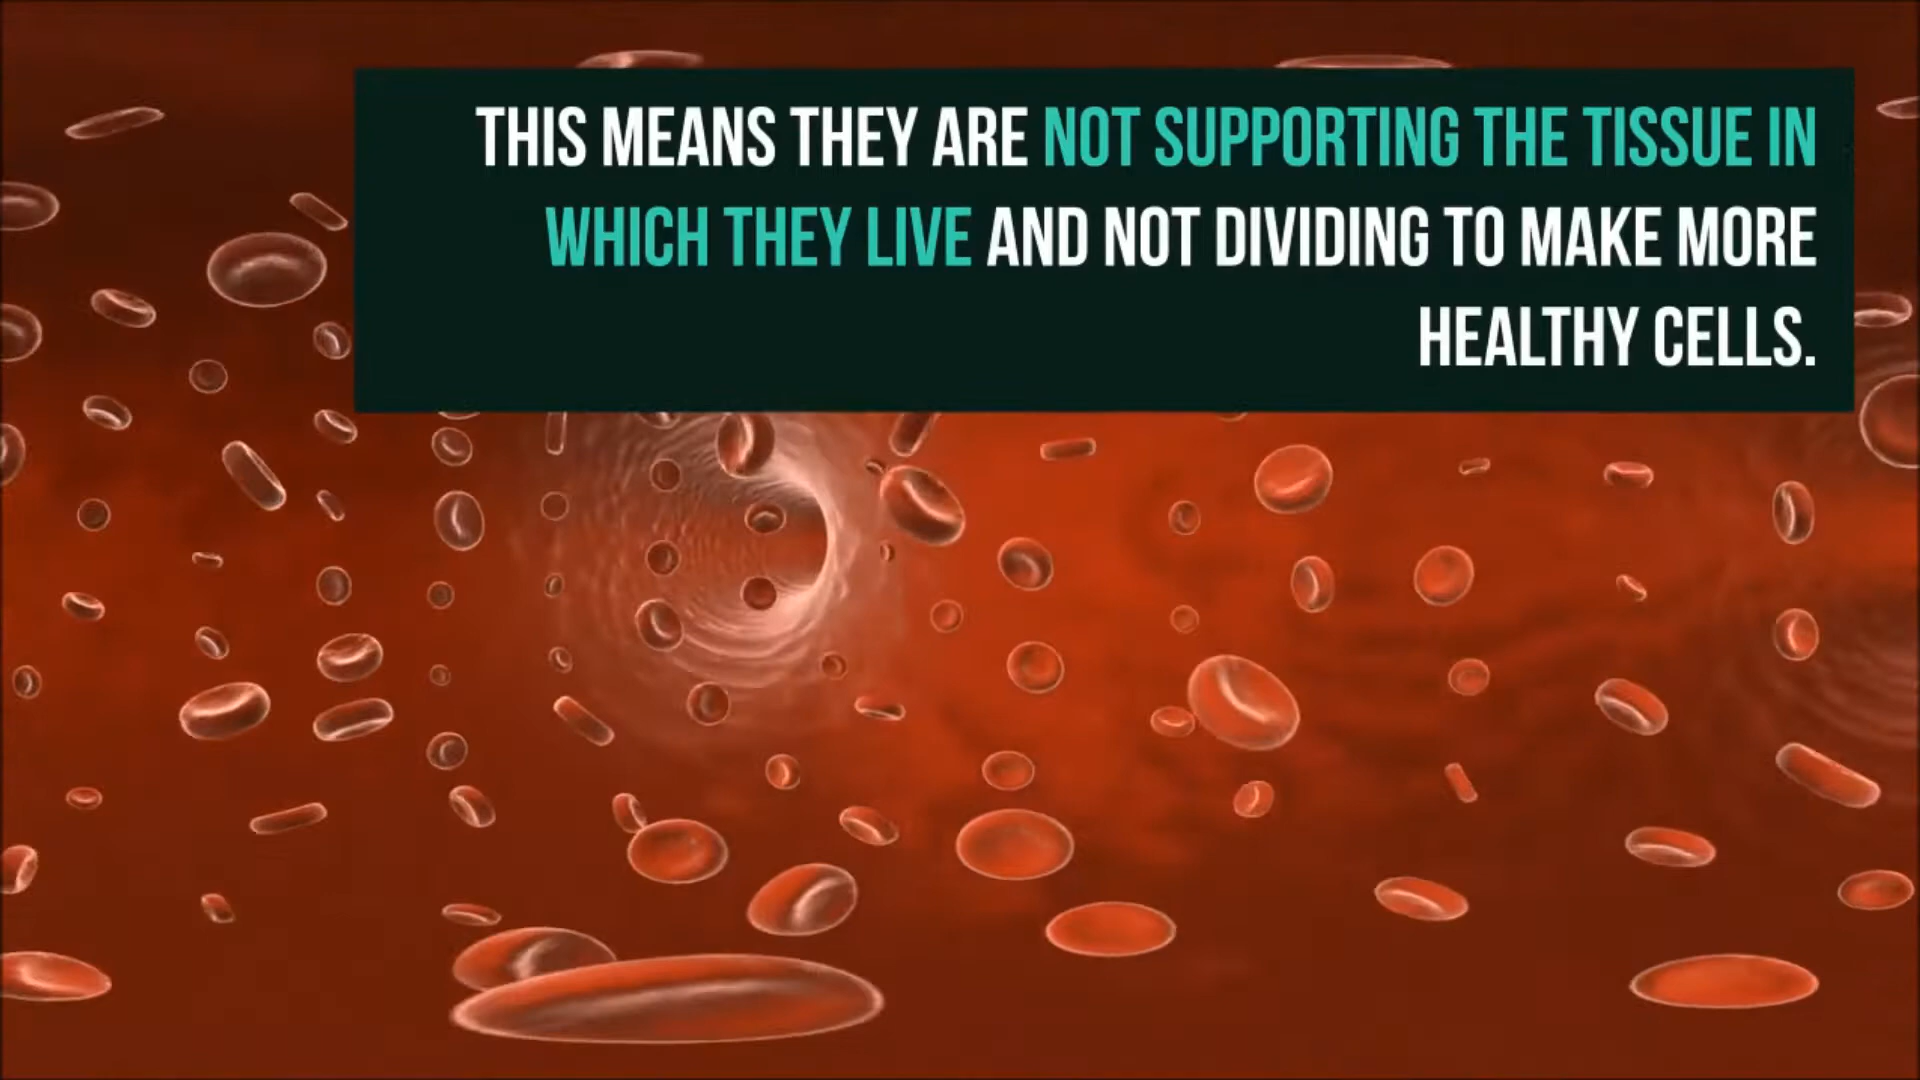 THIS MEANS THEY ARE NOT SUPPORTING THE TISSUE IN
WHICH THEY LIVE AND NOT DIVIDING TO MAKE MORE
HEALTHY CELLS.